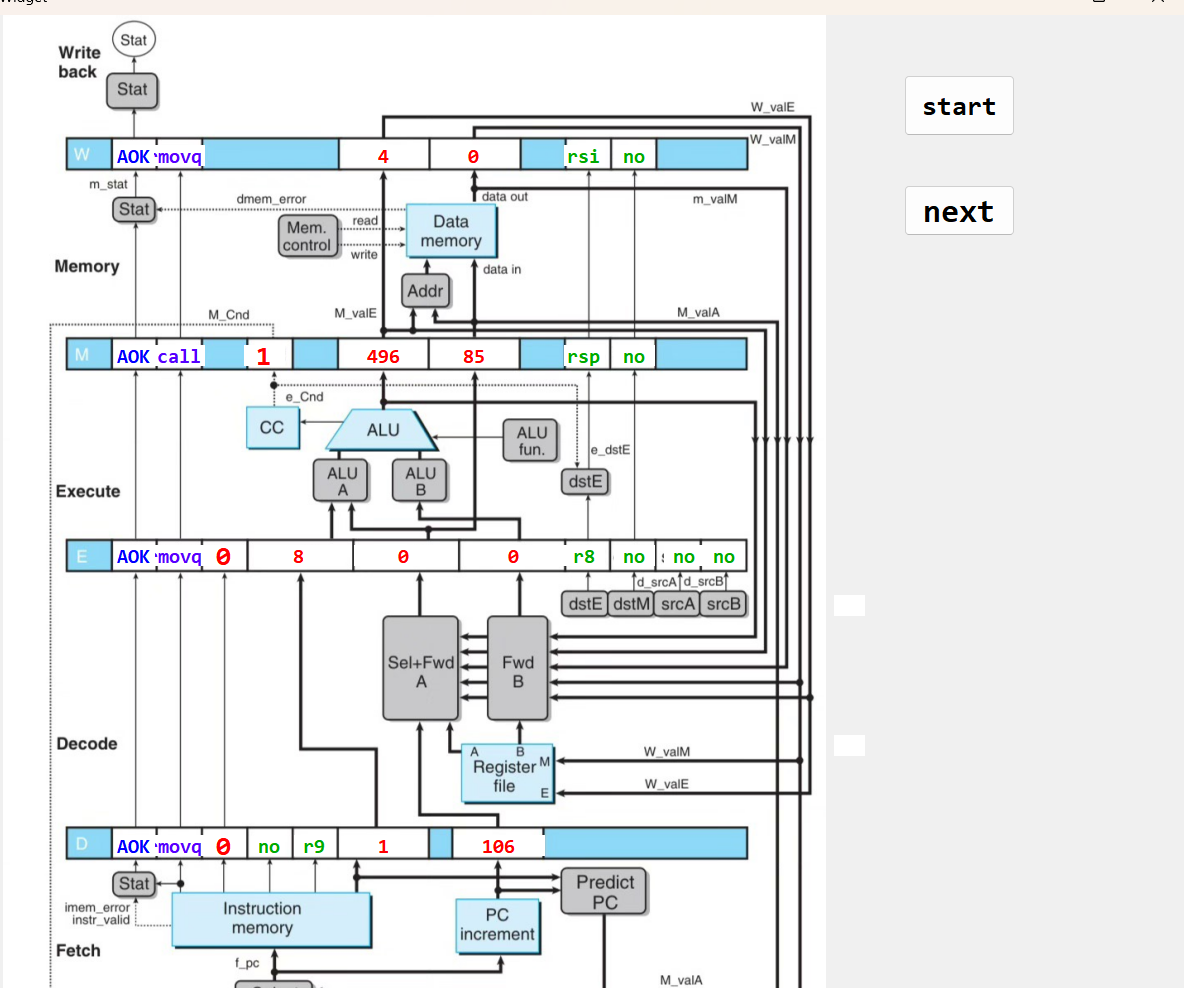 Stat
Write
back
Stat
W_valE
W AOK movq 4 0 rsi no
W_valM
m_stat
Stat
dmem_error
data out
m_valM
Mem.
control
read
write
Data
memory
Memory
data in
Addr
M_Cnd
M_valE
M_valA
M AOK call 1 496 85 rsp no
e_Cnd
CC
ALU
ALU
fun.
e_dstE
ALU
A
ALU
B
dstE
Execute
E AOK movq 0 8 0 0 r8 no no no
d_srcA d_srcB
dstE dstM srcA srcB
Sel+Fwd
A
Fwd
B
Decode
A B
Register M
file E
W_valM
W_valE
D AOK movq 0 no r9 1 106
Stat
imem_error
instr_valid
Instruction
memory
PC
increment
Predict
PC
Fetch
f_pc
M_valA
start
next